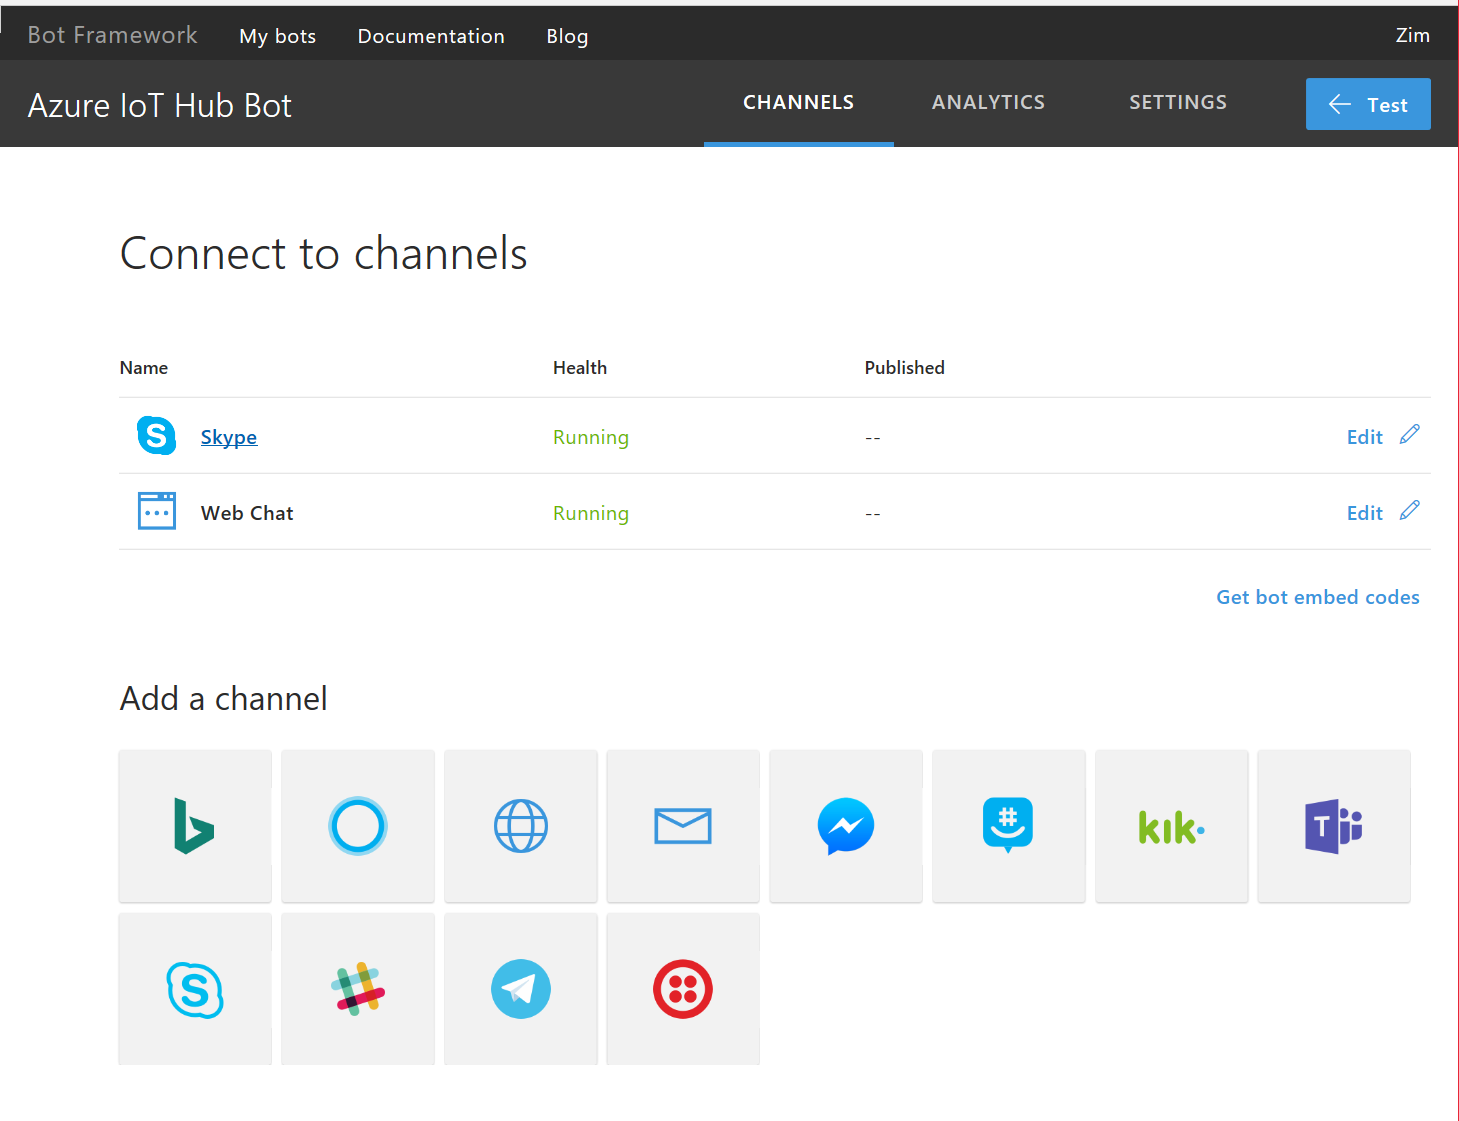 Bot Framework My bots Documentation Blog Zim
Azure IoT Hub Bot CHANNELS ANALYTICS SETTINGS Test
Connect to channels
Name Health Published
Skype Running -- Edit
Web Chat Running -- Edit
Get bot embed codes
Add a channel
kik